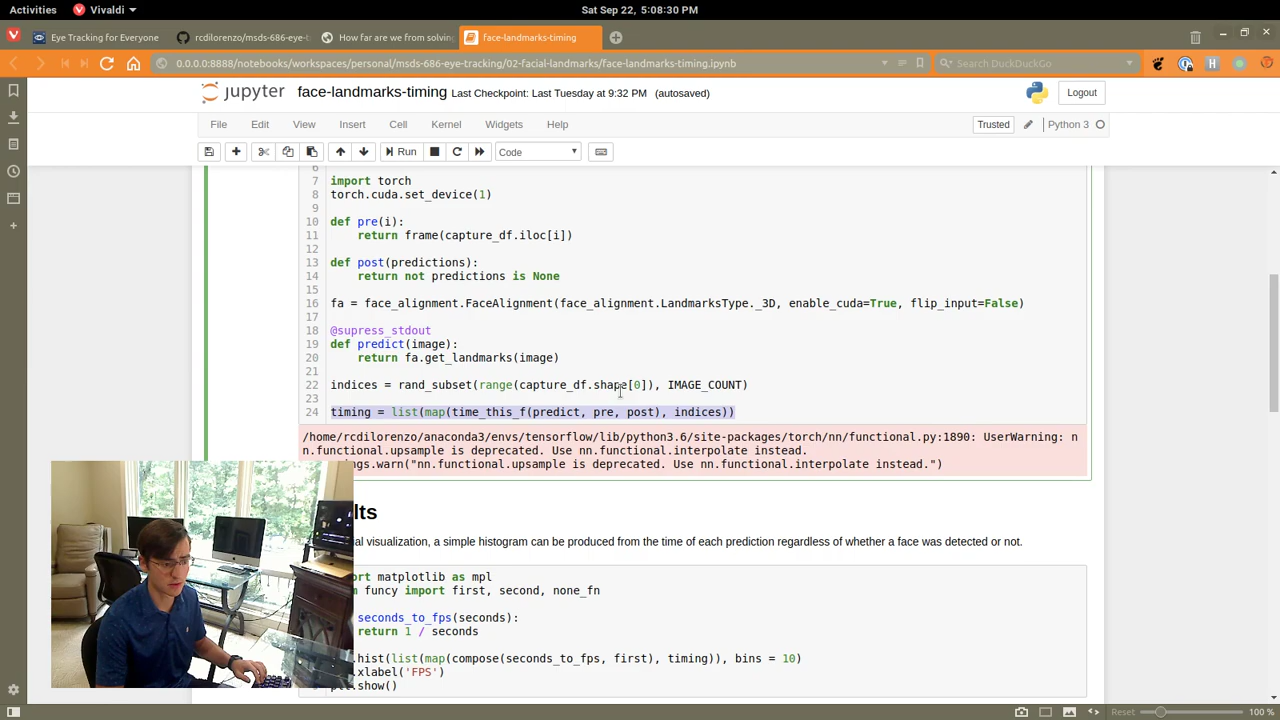 Activities Vivaldi Sat Sep 22, 5:08:30 PM
Eye Tracking for Everyone rcdilorenzo/msds-686-eye-t How far are we from solvin face-landmarks-timing
0.0.0.0:8888/notebooks/workspaces/personal/msds-686-eye-tracking/02-facial-landmarks/face-landmarks-timing.ipynb Search DuckDuckGo
jupyter face-landmarks-timing Last Checkpoint: Last Tuesday at 9:32 PM (autosaved) Logout
File Edit View Insert Cell Kernel Widgets Help Trusted Python 3
Run Code
6
7 import torch
8 torch.cuda.set_device(1)
9
10 def pre(i):
11 return frame(capture_df.iloc[i])
12
13 def post(predictions):
14 return not predictions is None
15
16 fa = face_alignment.FaceAlignment(face_alignment.LandmarksType._3D, enable_cuda=True, flip_input=False)
17
18 @supress_stdout
19 def predict(image):
20 return fa.get_landmarks(image)
21
22 indices = rand_subset(range(capture_df.shape[0]), IMAGE_COUNT)
23
24 timing = list(map(time_this_f(predict, pre, post), indices))
/home/rcdilorenzo/anaconda3/envs/tensorflow/lib/python3.6/site-packages/torch/nn/functional.py:1890: UserWarning: n
n.functional.upsample is deprecated. Use nn.functional.interpolate instead.
ngs.warn("nn.functional.upsample is deprecated. Use nn.functional.interpolate instead.")
lts
al visualization, a simple histogram can be produced from the time of each prediction regardless of whether a face was detected or not.
ort matplotlib as mpl
m funcy import first, second, none_fn
seconds_to_fps(seconds):
return 1 / seconds
.hist(list(map(compose(seconds_to_fps, first), timing)), bins = 10)
.xlabel('FPS')
plt.show()
Reset 100 %